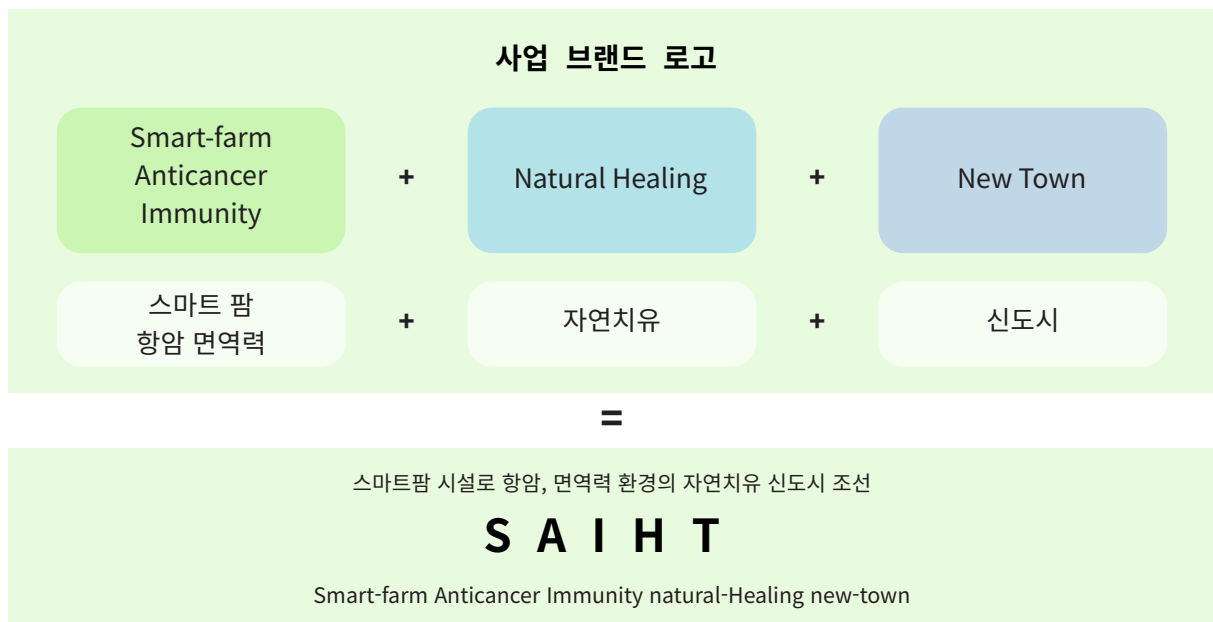 사업 브랜드 로고
Smart-farm
Anticancer
Immunity
+
Natural Healing
+
New Town
스마트 팜
항암 면역력
+
자연치유
+
신도시
=
스마트팜 시설로 항암, 면역력 환경의 자연치유 신도시 조선
S A I H T
Smart-farm Anticancer Immunity natural-Healing new-town